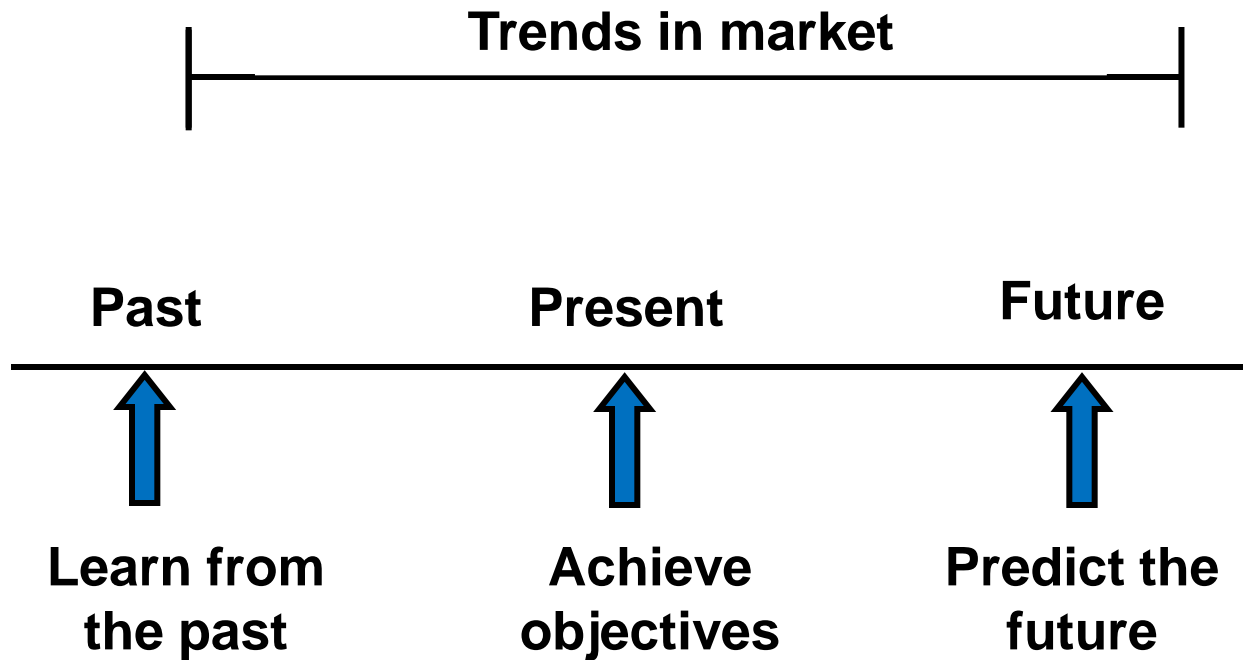 Trends in market
Past
Present
Future
Learn from
the past
Achieve
objectives
Predict the
future